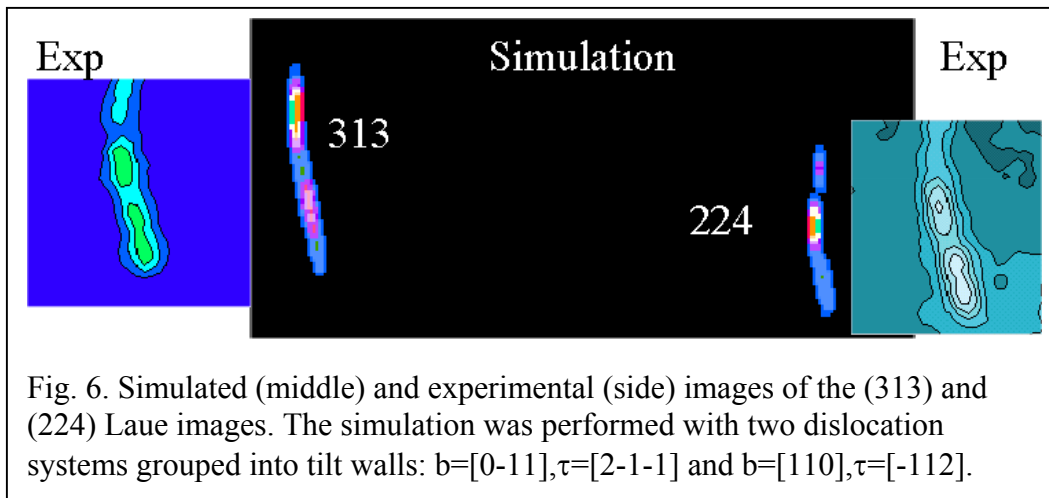 Exp
Simulation
Exp
313
224
Fig. 6. Simulated (middle) and experimental (side) images of the (313) and
(224) Laue images. The simulation was performed with two dislocation
systems grouped into tilt walls: b=[0-11],τ=[2-1-1] and b=[110],τ=[-112].